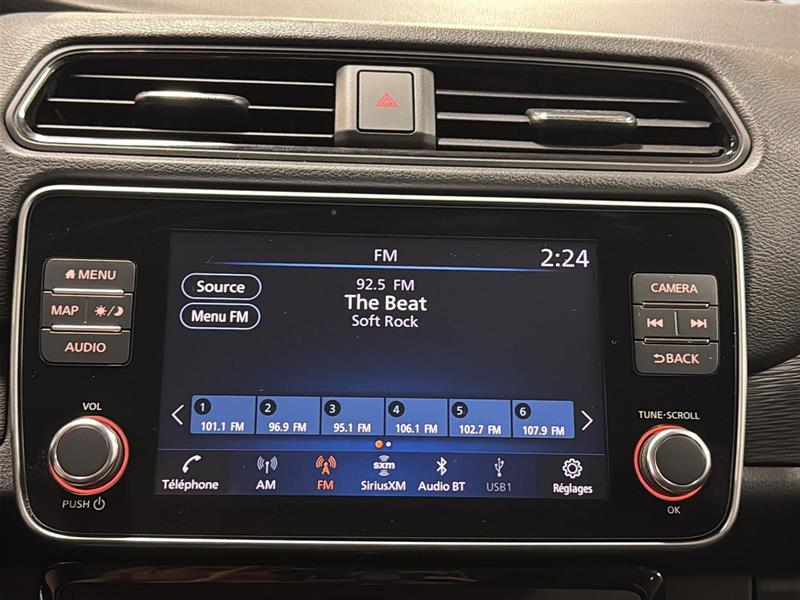 FM
2:24
Source
92.5 FM
The Beat
Menu FM
Soft Rock
1 101.1 FM
2 96.9 FM
3 95.1 FM
4 106.1 FM
5 102.7 FM
6 107.9 FM
Téléphone
AM
FM
sxm
SiriusXM
Audio BT
USB1
Réglages
MENU
MAP
AUDIO
VOL
PUSH
CAMERA
BACK
TUNE·SCROLL
OK